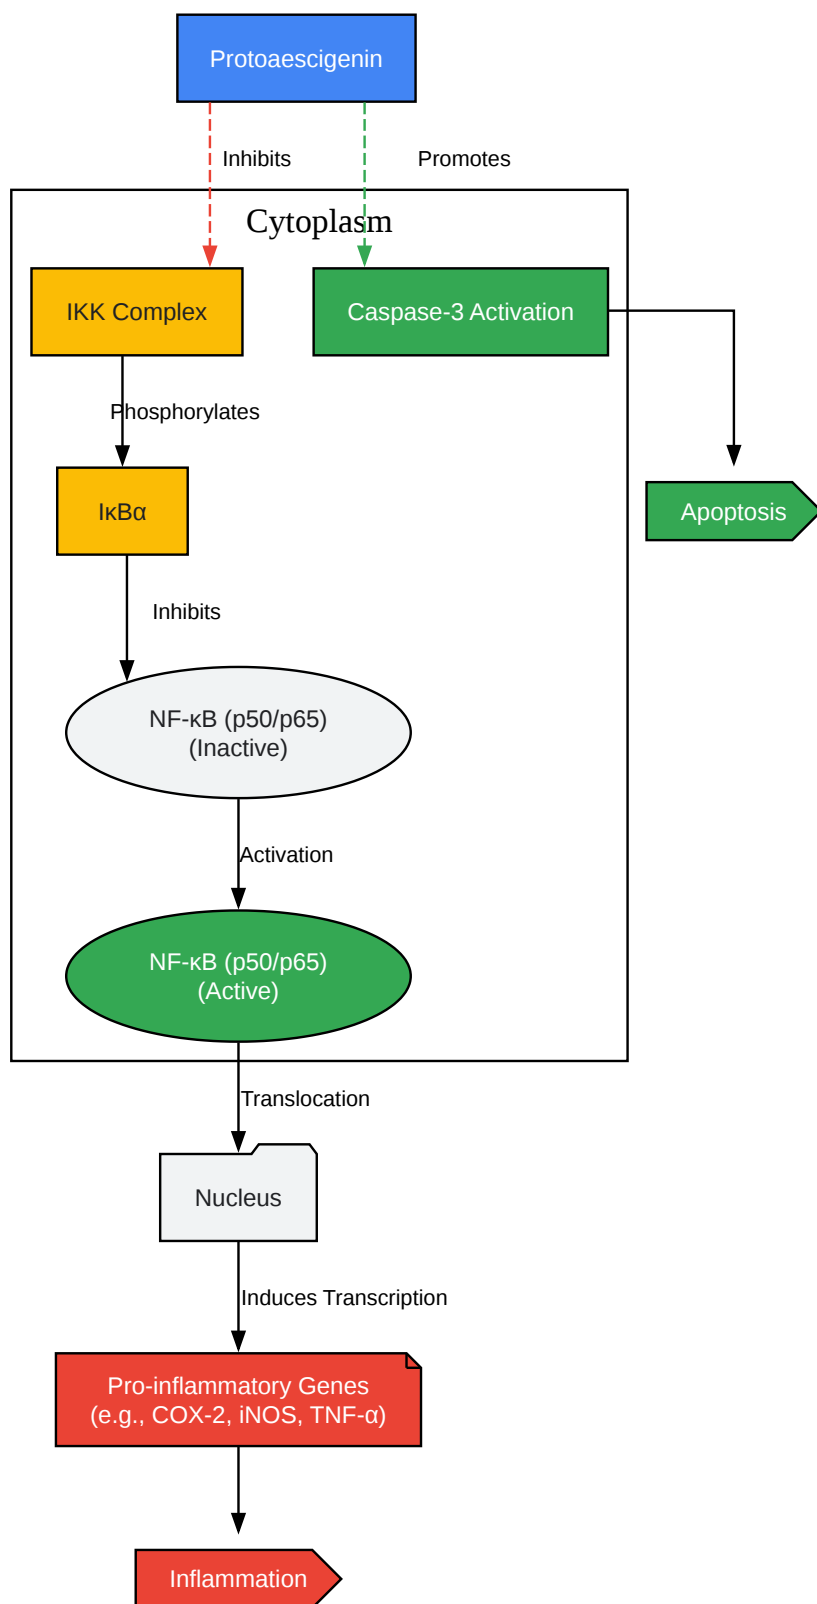 Protoaescigenin
Inhibits
Promotes
Cytoplasm
IKK Complex
Caspase-3 Activation
Phosphorylates
IκBα
Apoptosis
Inhibits
NF-κB (p50/p65)
(Inactive)
Activation
NF-κB (p50/p65)
(Active)
Translocation
Nucleus
Induces Transcription
Pro-inflammatory Genes
(e.g., COX-2, iNOS, TNF-α)
Inflammation